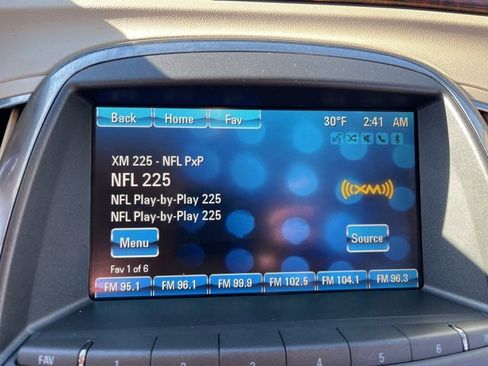 Back Home Fav 30°F 2:41 AM
XM 225 - NFL PxP
NFL 225
NFL Play-by-Play 225
NFL Play-by-Play 225
((XM))
Menu Source
Fav 1 of 6
FM 95.1 FM 96.1 FM 99.9 FM 102.5 FM 104.1 FM 96.3
FAV 1 2 3 4 5 6